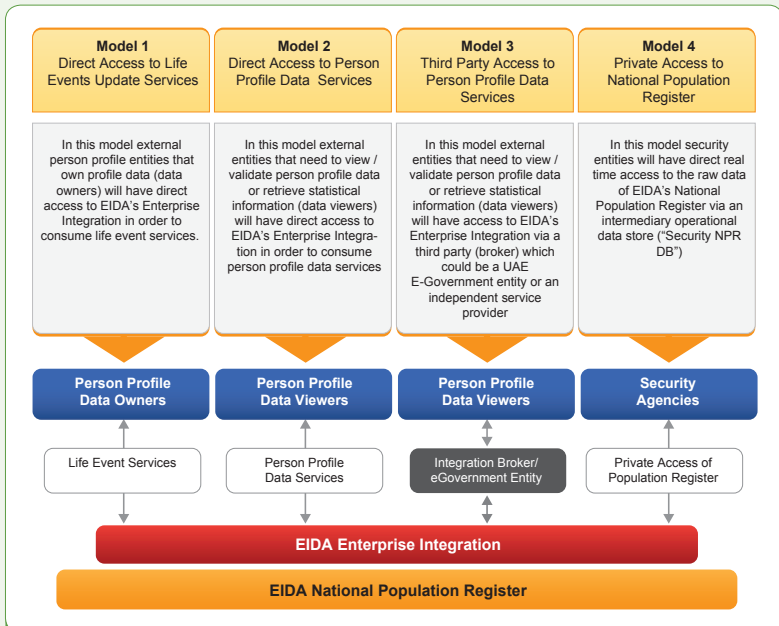 Model 1
Direct Access to Life
Events Update Services
Model 2
Direct Access to Person
Profile Data Services
Model 3
Third Party Access to
Person Profile Data
Services
Model 4
Private Access to
National Population
Register
In this model external
person profile entities that
own profile data (data
owners) will have direct
access to EIDA's Enterprise
Integration in order to
consume life event services.
In this model external
entities that need to view /
validate person profile data
or retrieve statistical
information (data viewers)
will have direct access to
EIDA's Enterprise Integra-
tion in order to consume
person profile data services
In this model external
entities that need to view /
validate person profile data
or retrieve statistical
information (data viewers)
will have access to EIDA's
Enterprise Integration via a
third party (broker) which
could be a UAE
E-Government entity or an
independent service
provider
In this model security
entities will have direct real
time access to the raw data
of EIDA's National
Population Register via an
intermediary operational
data store ("Security NPR
DB")
Person Profile
Data Owners
Person Profile
Data Viewers
Person Profile
Data Viewers
Security
Agencies
Life Event Services
Person Profile
Data Services
Integration Broker/
eGovernment Entity
Private Access of
Population Register
EIDA Enterprise Integration
EIDA National Population Register